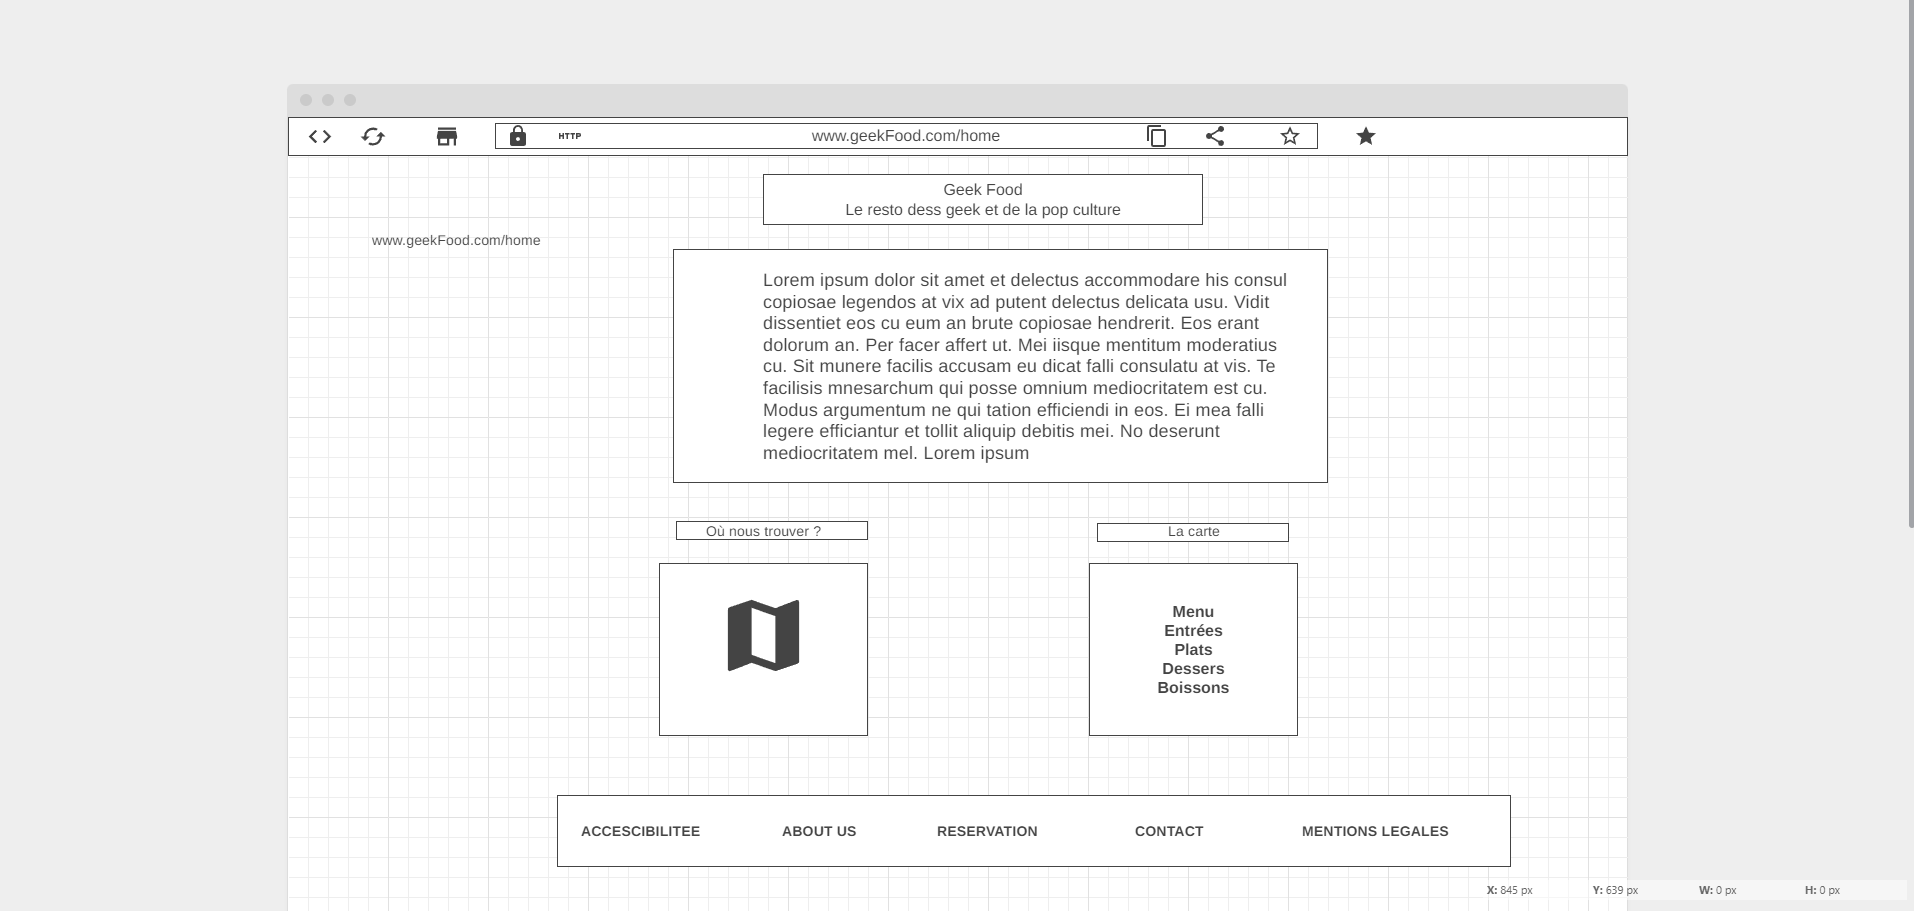 HTTP
www.geekFood.com/home
Geek Food
Le resto dess geek et de la pop culture
www.geekFood.com/home
Lorem ipsum dolor sit amet et delectus accommodare his consul
copiosae legendos at vix ad putent delectus delicata usu. Vidit
dissentiet eos cu eum an brute copiosae hendrerit. Eos erant
dolorum an. Per facer affert ut. Mei iisque mentitum moderatius
cu. Sit munere facilis accusam eu dicat falli consulatu at vis. Te
facilisis mnesarchum qui posse omnium mediocritatem est cu.
Modus argumentum ne qui tation efficiendi in eos. Ei mea falli
legere efficiantur et tollit aliquip debitis mei. No deserunt
mediocritatem mel. Lorem ipsum
Où nous trouver ?
La carte
Menu
Entrées
Plats
Dessers
Boissons
ACCESCIBILITEE ABOUT US RESERVATION CONTACT MENTIONS LEGALES
X: 845 px Y: 639 px W: 0 px H: 0 px